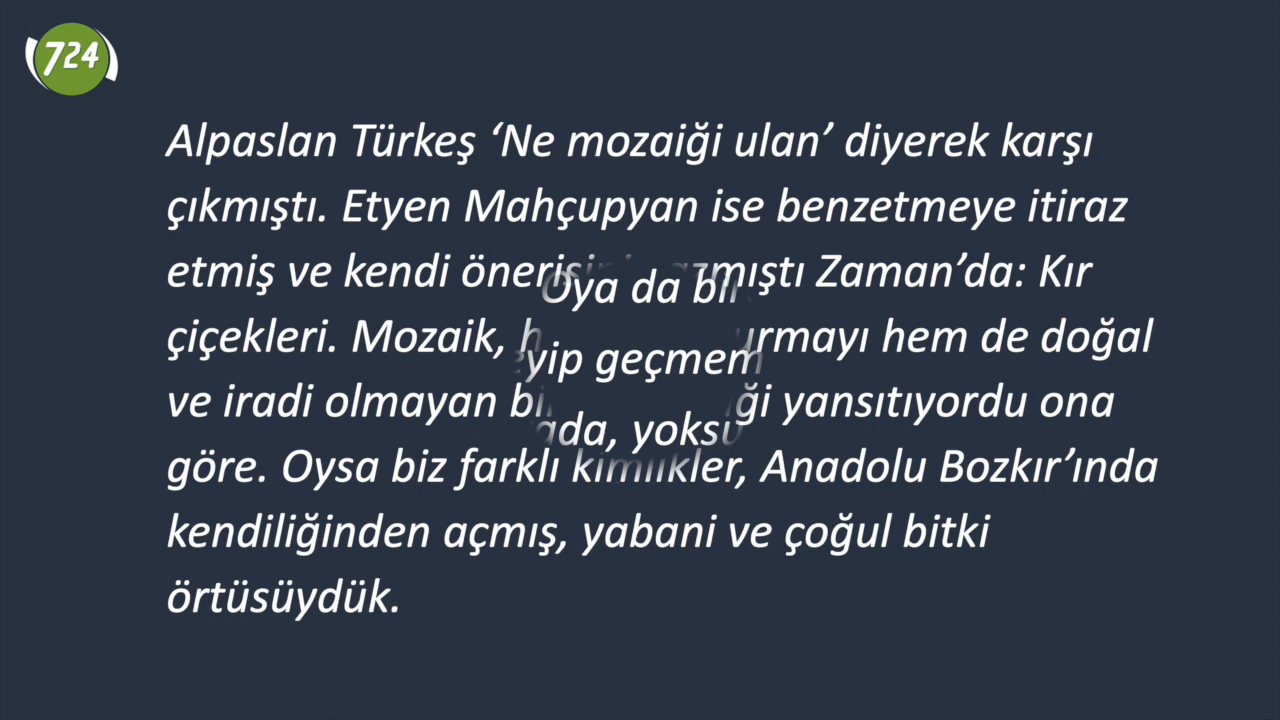 724
Alpaslan Türkeş ‘Ne mozaiği ulan’ diyerek karşı
çıkmıştı. Etyen Mahçupyan ise benzetmeye itiraz
etmiş ve kendi Zaman’da: Kır
Oya da
çiçekleri. Mozaik, hem de doğal
geçmem
ve iradi olmayan yansıtıyordu ona
göre. Oysa biz farklı kimlikler, Anadolu Bozkır’ında
kendiliğinden açmış, yabani ve çoğul bitki
örtüsüydük.